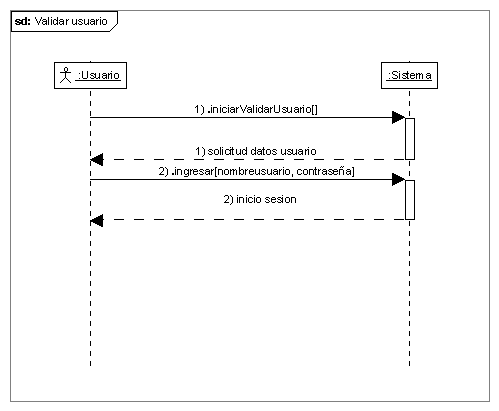 sd: Validar usuario
:Usuario
:Sistema
1) .iniciarValidarUsuario[]
1) solicitud datos usuario
2) .ingresar[nombreusuario, contraseña]
2) inicio sesion